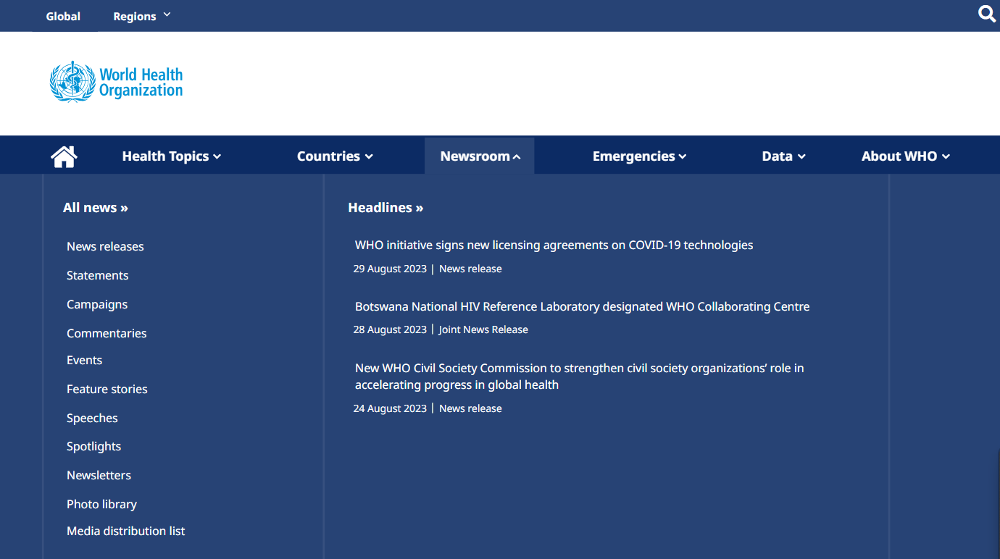 Global Regions
World Health
Organization
Health Topics Countries Newsroom Emergencies Data About WHO
All news »
News releases
Statements
Campaigns
Commentaries
Events
Feature stories
Speeches
Spotlights
Newsletters
Photo library
Media distribution list
Headlines »
WHO initiative signs new licensing agreements on COVID-19 technologies
29 August 2023 | News release
Botswana National HIV Reference Laboratory designated WHO Collaborating Centre
28 August 2023 | Joint News Release
New WHO Civil Society Commission to strengthen civil society organizations’ role in
accelerating progress in global health
24 August 2023 | News release